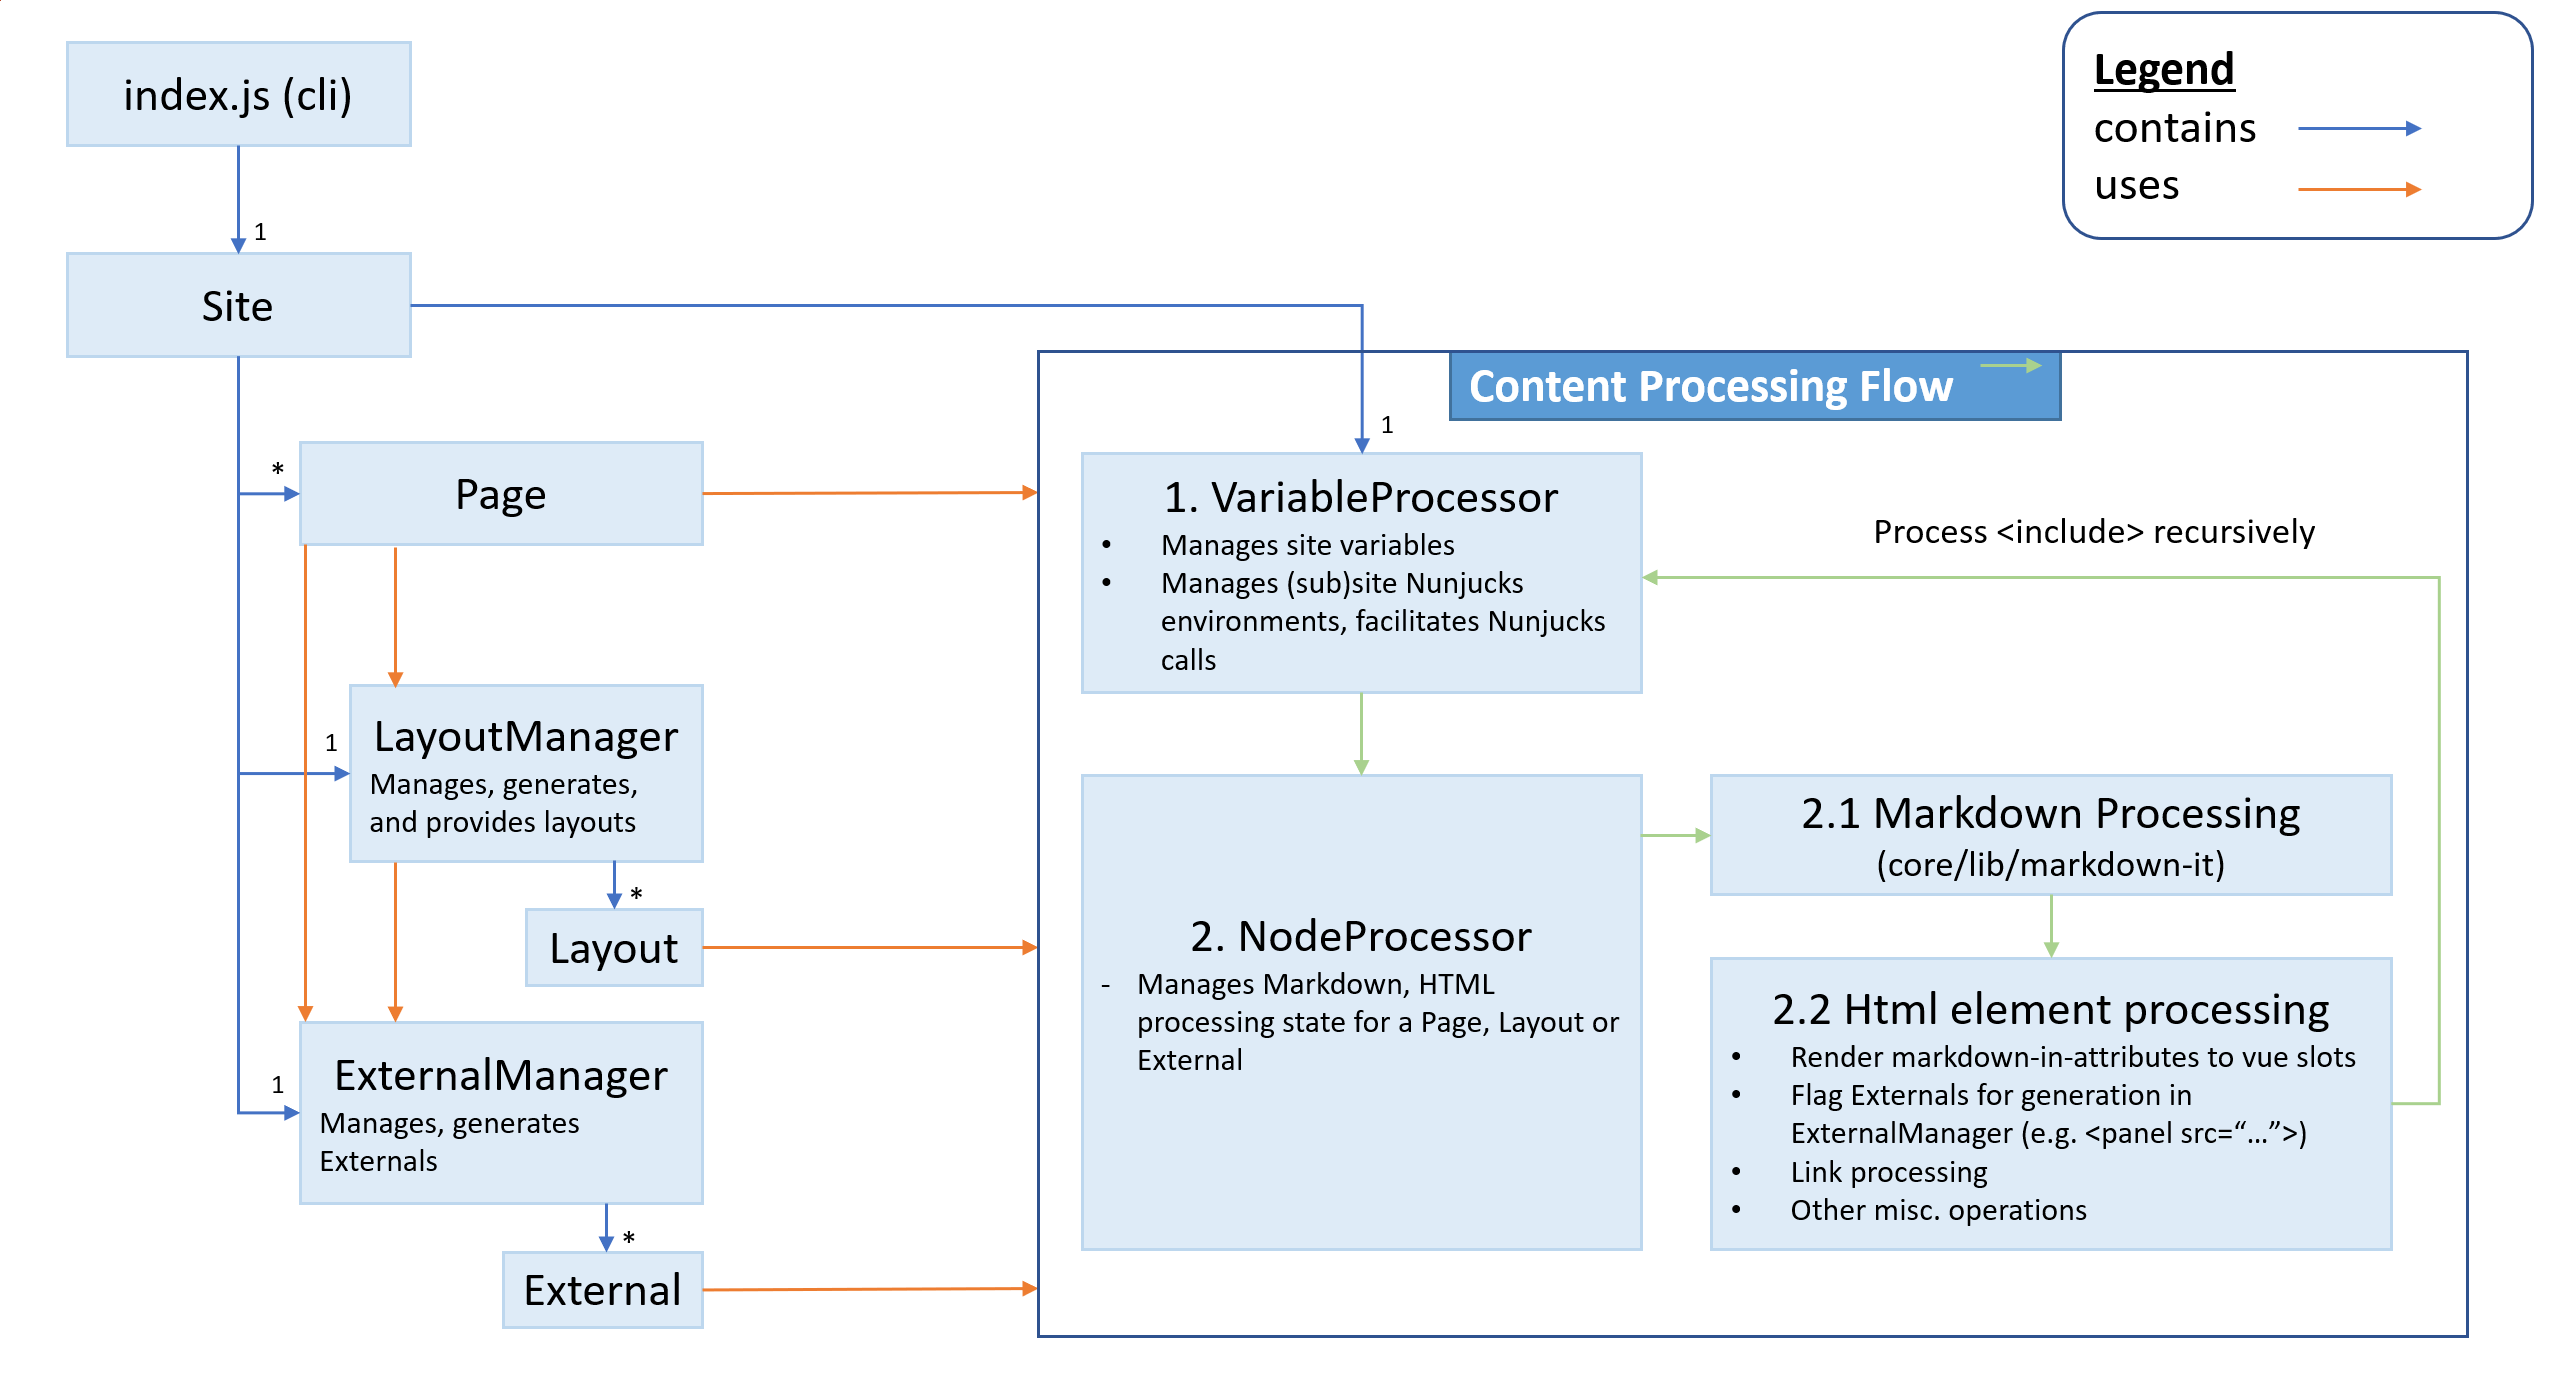 index.js (cli)
1
Site
Legend
contains
uses
Content Processing Flow
*
Page
1
LayoutManager
Manages, generates,
and provides layouts
*
Layout
1
ExternalManager
Manages, generates
Externals
*
External
1
1. VariableProcessor
• Manages site variables
• Manages (sub)site Nunjucks
environments, facilitates Nunjucks
calls
Process <include> recursively
2. NodeProcessor
- Manages Markdown, HTML
processing state for a Page, Layout or
External
2.1 Markdown Processing
(core/lib/markdown-it)
2.2 Html element processing
• Render markdown-in-attributes to vue slots
• Flag Externals for generation in
ExternalManager (e.g. <panel src=“...”>)
• Link processing
• Other misc. operations